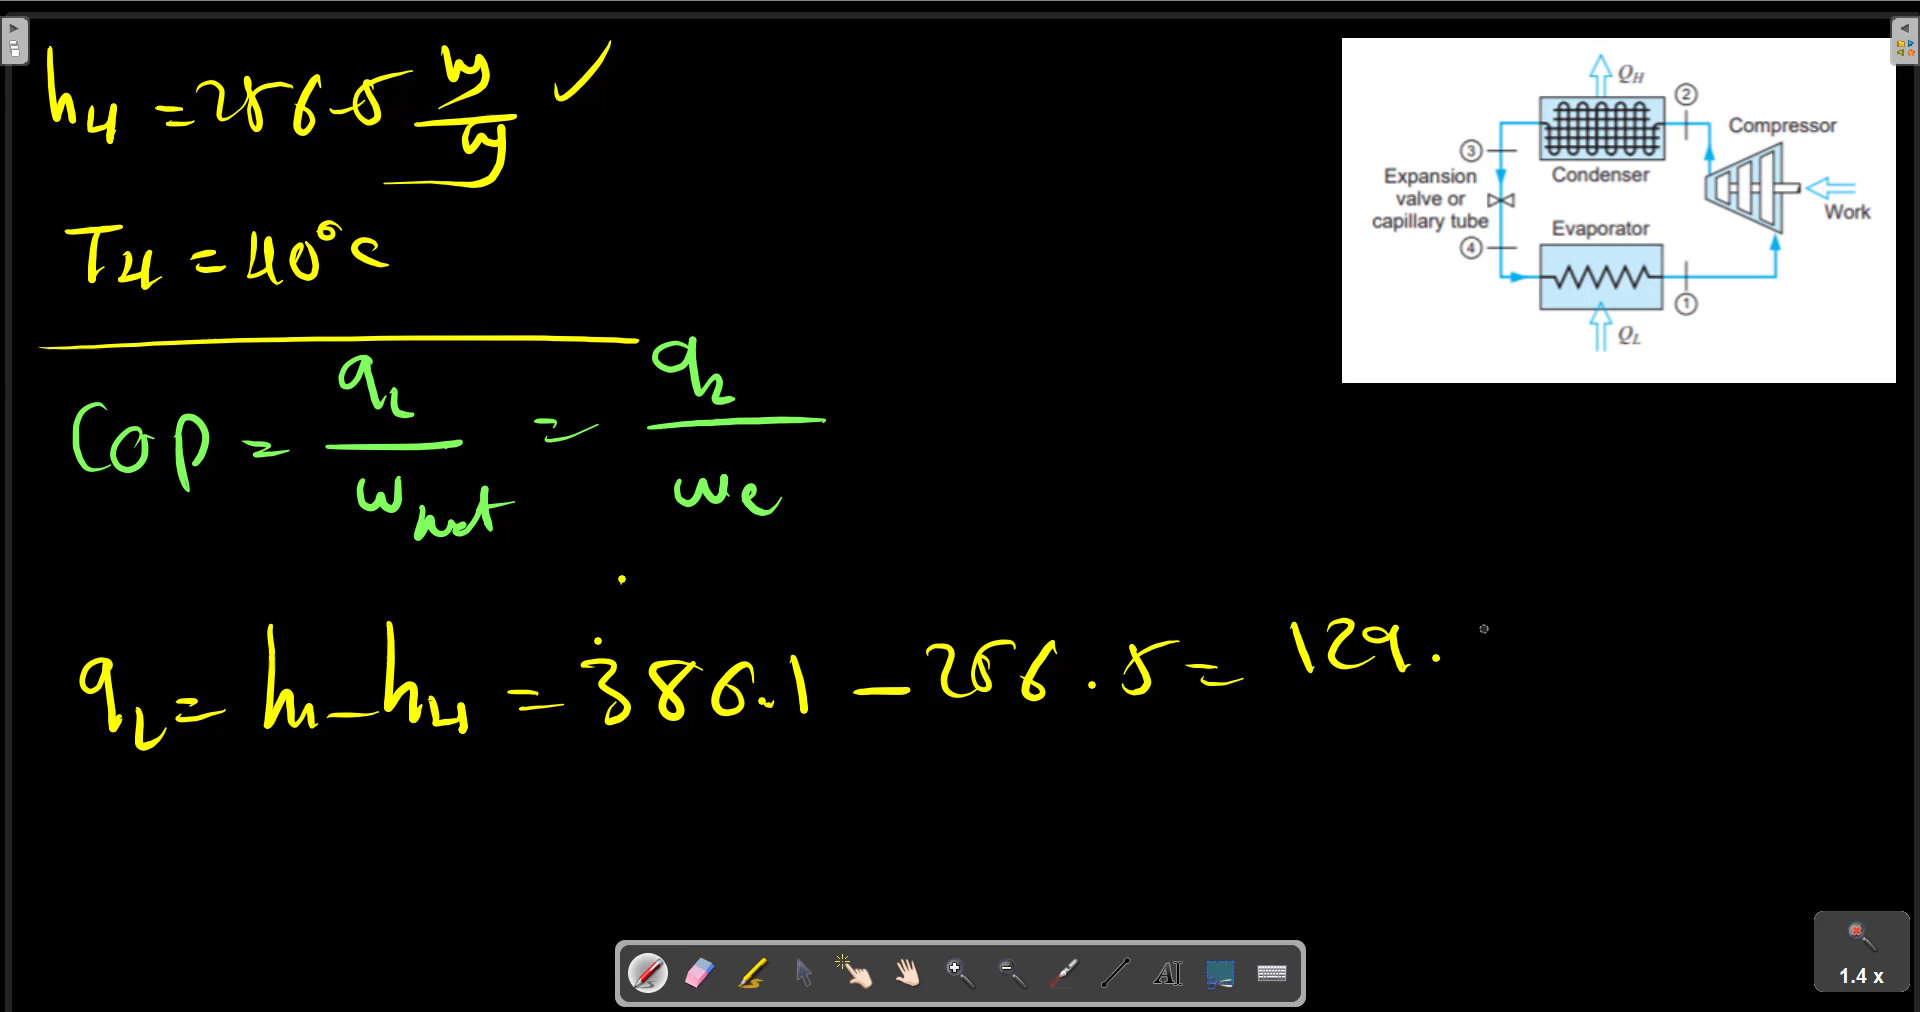 h4 = 256.5 kJ/kg ✓
T4 = 40°C
COP = qL / wnet = qL / wc
qL = h1 - h4 = 386.1 - 256.5 = 129.
QH
2
Compressor
3
Condenser
Expansion
valve or
capillary tube
Work
4
Evaporator
1
QL
AI
1.4 x